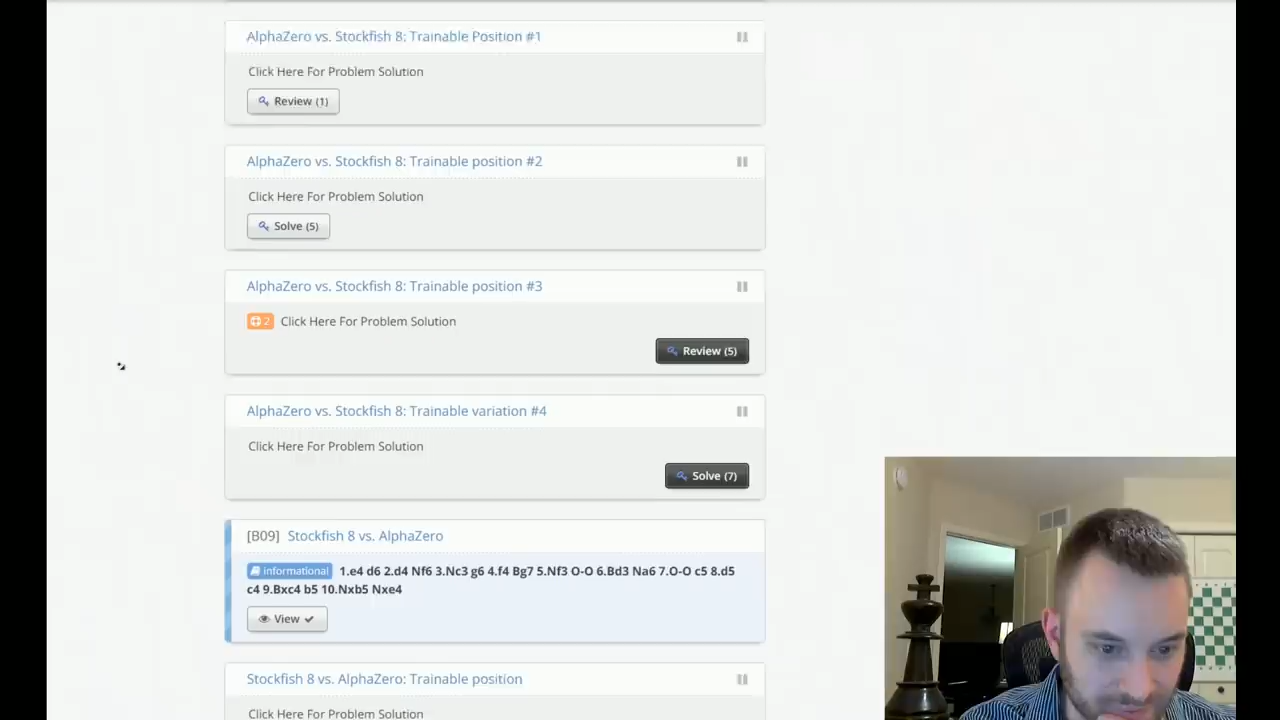 AlphaZero vs. Stockfish 8: Trainable Position #1
Click Here For Problem Solution
Review (1)
AlphaZero vs. Stockfish 8: Trainable position #2
Click Here For Problem Solution
Solve (5)
AlphaZero vs. Stockfish 8: Trainable position #3
2 Click Here For Problem Solution
Review (5)
AlphaZero vs. Stockfish 8: Trainable variation #4
Click Here For Problem Solution
Solve (7)
[B09] Stockfish 8 vs. AlphaZero
informational 1.e4 d6 2.d4 Nf6 3.Nc3 g6 4.f4 Bg7 5.Nf3 O-O 6.Bd3 Na6 7.O-O c5 8.d5
c4 9.Bxc4 b5 10.Nxb5 Nxe4
View
Stockfish 8 vs. AlphaZero: Trainable position
Click Here For Problem Solution